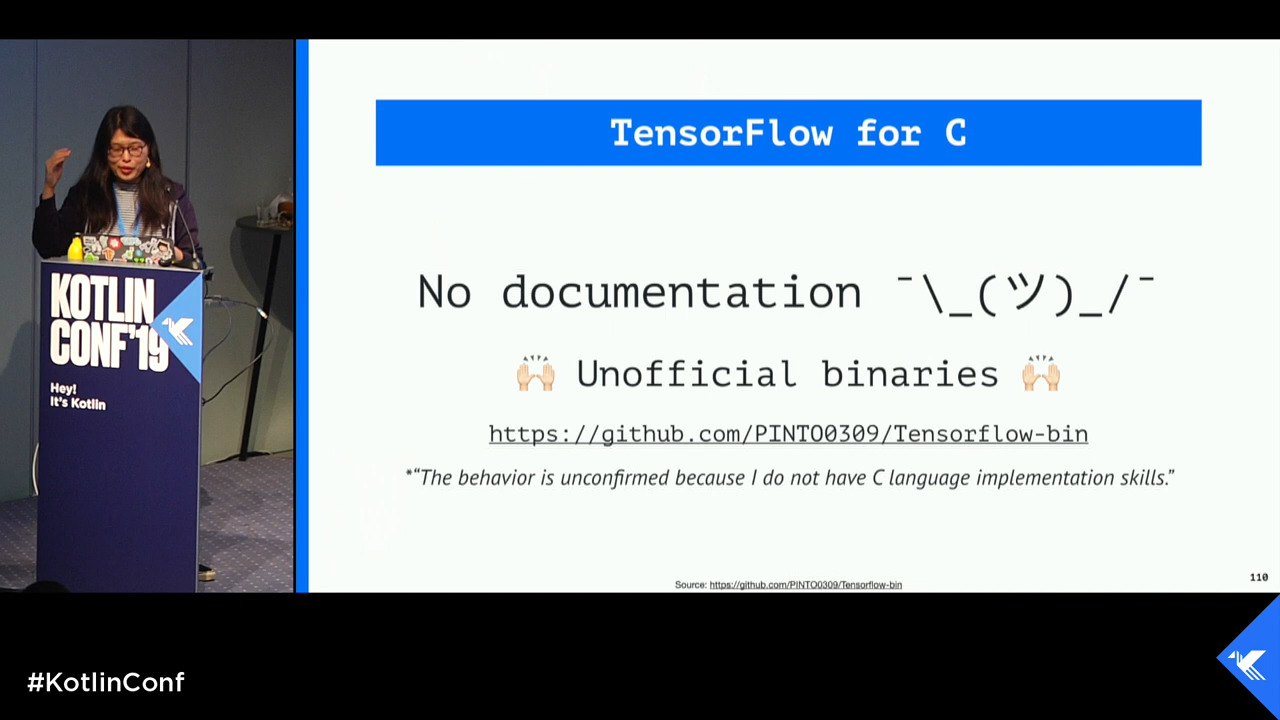 TensorFlow for C
No documentation ¯\_(ツ)_/¯
🙌🏻 Unofficial binaries 🙌🏻
https://github.com/PINTO0309/Tensorflow-bin
*“The behavior is unconfirmed because I do not have C language implementation skills.”
Source: https://github.com/PINTO0309/Tensorflow-bin
110
KOTLIN
CONF'19
Hey!
It's Kotlin
#KotlinConf